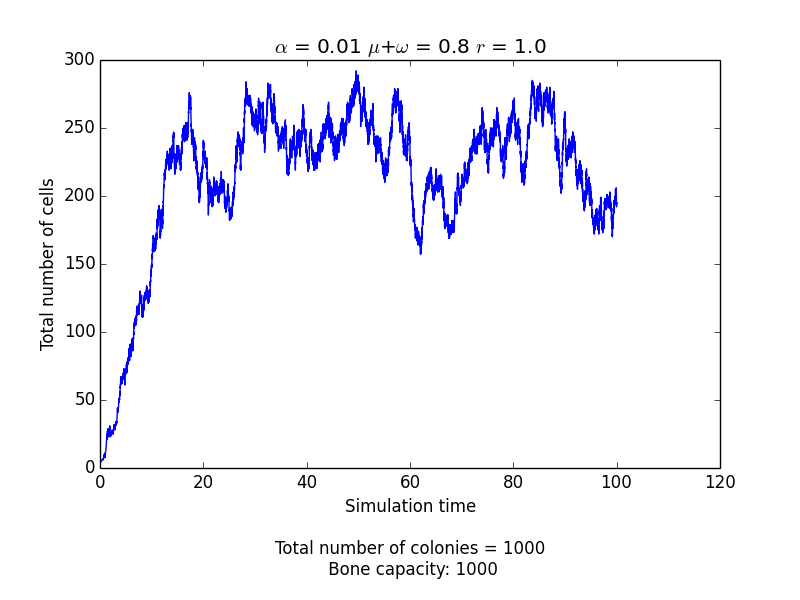 α = 0.01 μ+ω = 0.8 r = 1.0
300
250
200
150
100
50
0
Total number of cells
0 20 40 60 80 100 120
Simulation time
Total number of colonies = 1000
Bone capacity: 1000